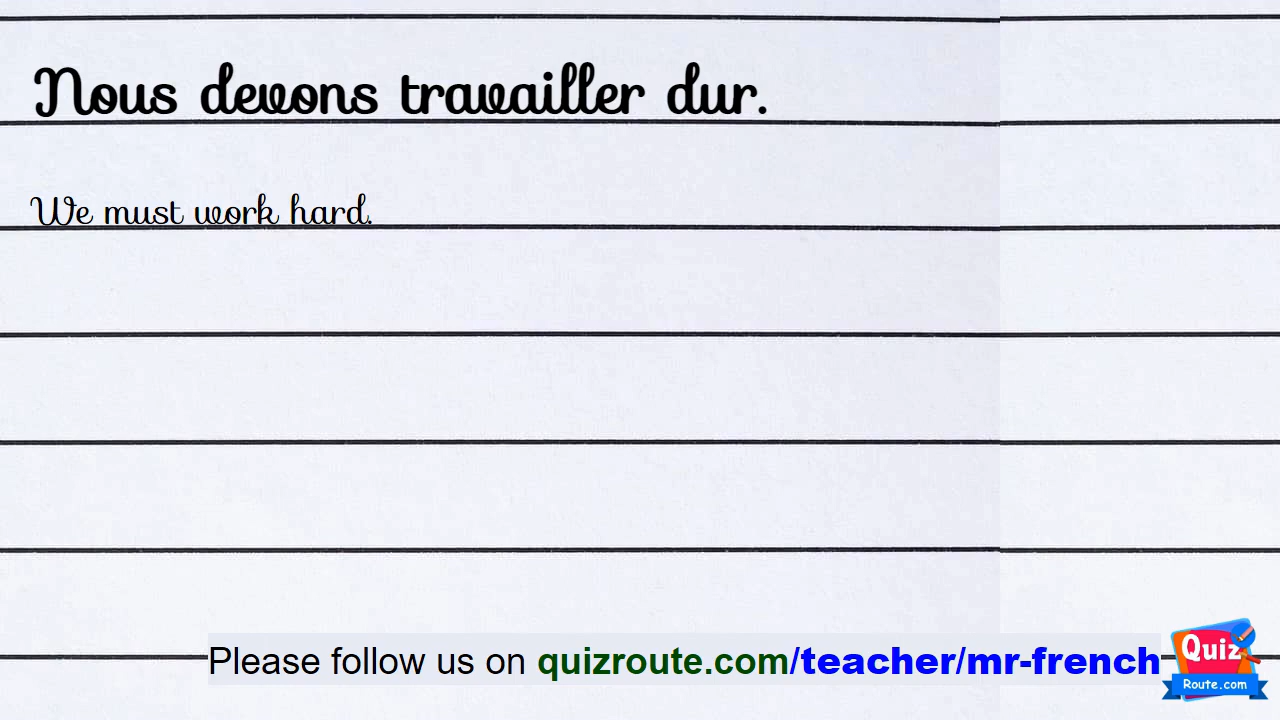 Nous devons travailler dur.
We must work hard.
Please follow us on quizroute.com/teacher/mr-french
Quiz
Route.com